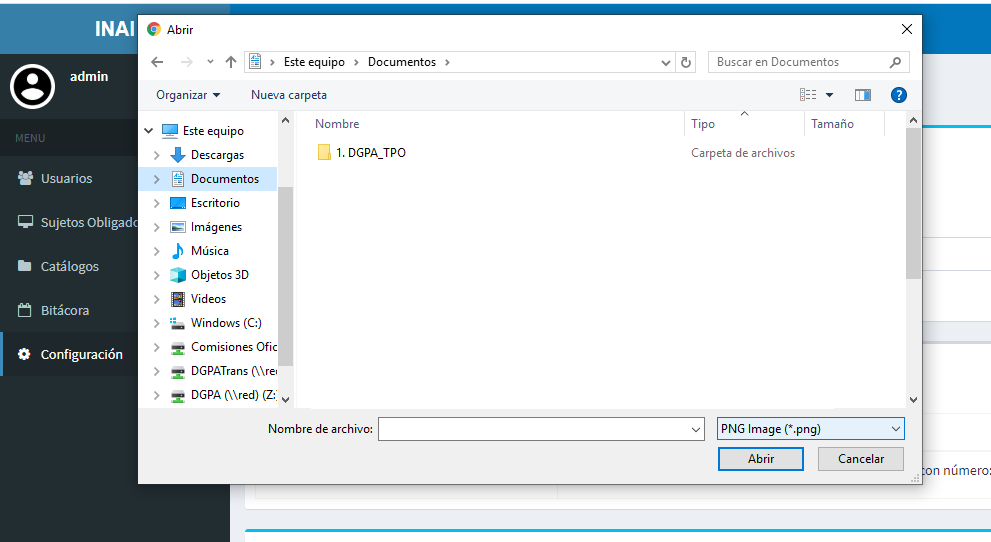 INAI
admin
MENU
Usuarios
Sujetos Obligado
Catálogos
Bitácora
Configuración
Abrir
Este equipo > Documentos >
Buscar en Documentos
Organizar
Nueva carpeta
?
Este equipo
Descargas
Documentos
Escritorio
Imágenes
Música
Objetos 3D
Videos
Windows (C:)
Comisiones Ofic
DGPATrans (\\re
DGPA (\\red) (Z:
Nombre Tipo Tamaño
1. DGPA_TPO Carpeta de archivos
Nombre de archivo:
PNG Image (*.png)
Abrir Cancelar
con número: